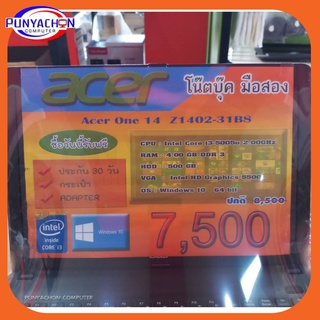 PUNYACHON
COMPUTER
acer โน๊ตบุ๊ค มือสอง
Acer One 14 Z1402-31BS
ซื้อวันนี้รับฟรี
ประกัน 30 วัน
กระเป๋า
ADAPTER
CPU : Intel Core i3-5005u 2.00GHz
RAM : 4.00 GB DDR 3
HDD : 500 GB
VGA : Intel HD Graphics 5500
OS : Windows 10 64 bit
ปกติ 8,500
7,500
intel
inside
CORE i3
Windows 10
PUNYACHON COMPUTER